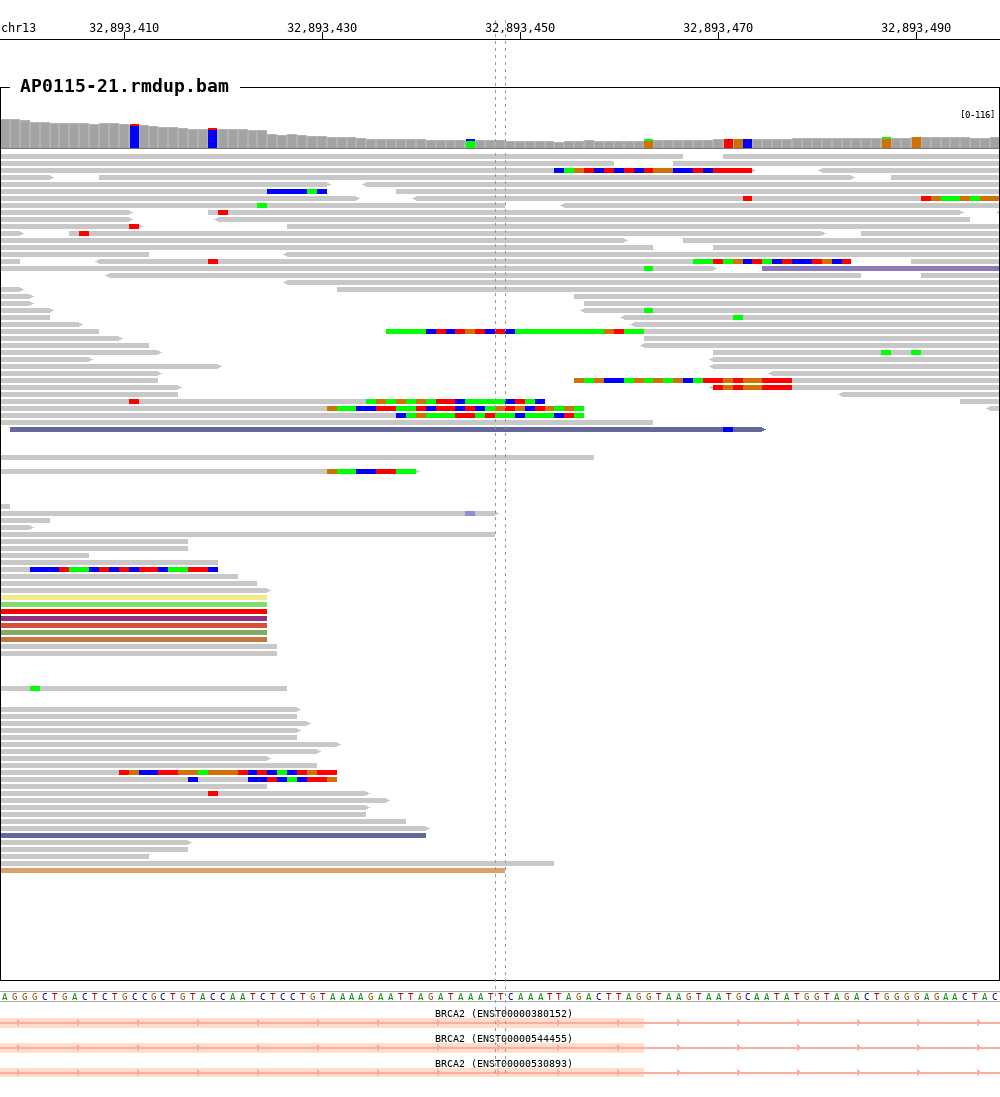 chr13 32,893,410 32,893,430 32,893,450 32,893,470 32,893,490
AP0115-21.rmdup.bam
[0-116]
AGGGCTGACTCTGCCGCTGTACCAATCTCCTGTAAAAGAATTAGATAAATTCAAATTAGACTTAGGTAAGTAATGCAATATGGTAGACTGGGGAGAACTAC
BRCA2 (ENST00000380152)
BRCA2 (ENST00000544455)
BRCA2 (ENST00000530893)